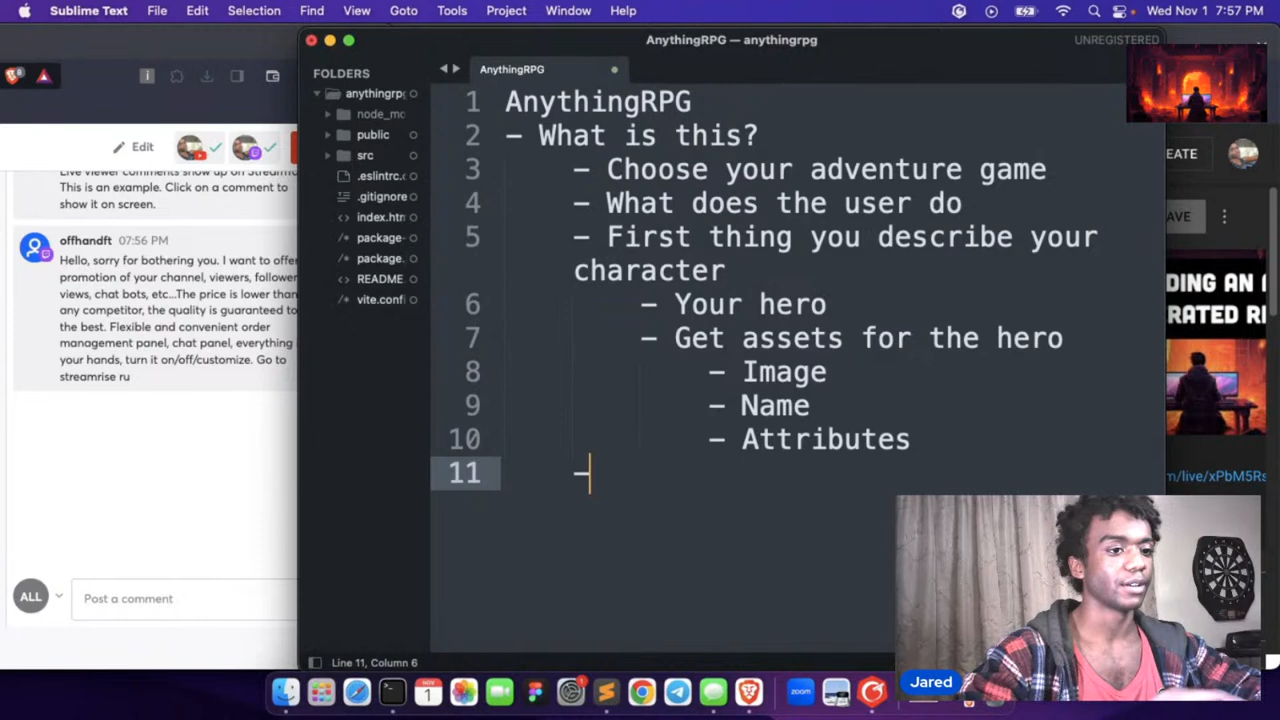 Sublime Text File Edit Selection Find View Goto Tools Project Window Help Wed Nov 1 7:57 PM
AnythingRPG — anythingrpg UNREGISTERED
FOLDERS
anythingrp
node_mo
public
src
.eslintrc.c
.gitignore
index.htn
package-
package.
README
vite.confi
AnythingRPG
1 AnythingRPG
2 - What is this?
3 - Choose your adventure game
4 - What does the user do
5 - First thing you describe your
character
6 - Your hero
7 - Get assets for the hero
8 - Image
9 - Name
10 - Attributes
11 -
Line 11, Column 6
Edit
Live viewer comments show up on Stream
This is an example. Click on a comment to
show it on screen.
offhandft 07:56 PM
Hello, sorry for bothering you. I want to offer
promotion of your channel, viewers, follower
views, chat bots, etc...The price is lower than
any competitor, the quality is guaranteed to
the best. Flexible and convenient order
management panel, chat panel, everything i
your hands, turn it on/off/customize. Go to
streamrise ru
ALL Post a comment
EATE
AVE
DING AN
RATED R
m/live/xPbM5Rs
Jared
NOV
1
zoom
1